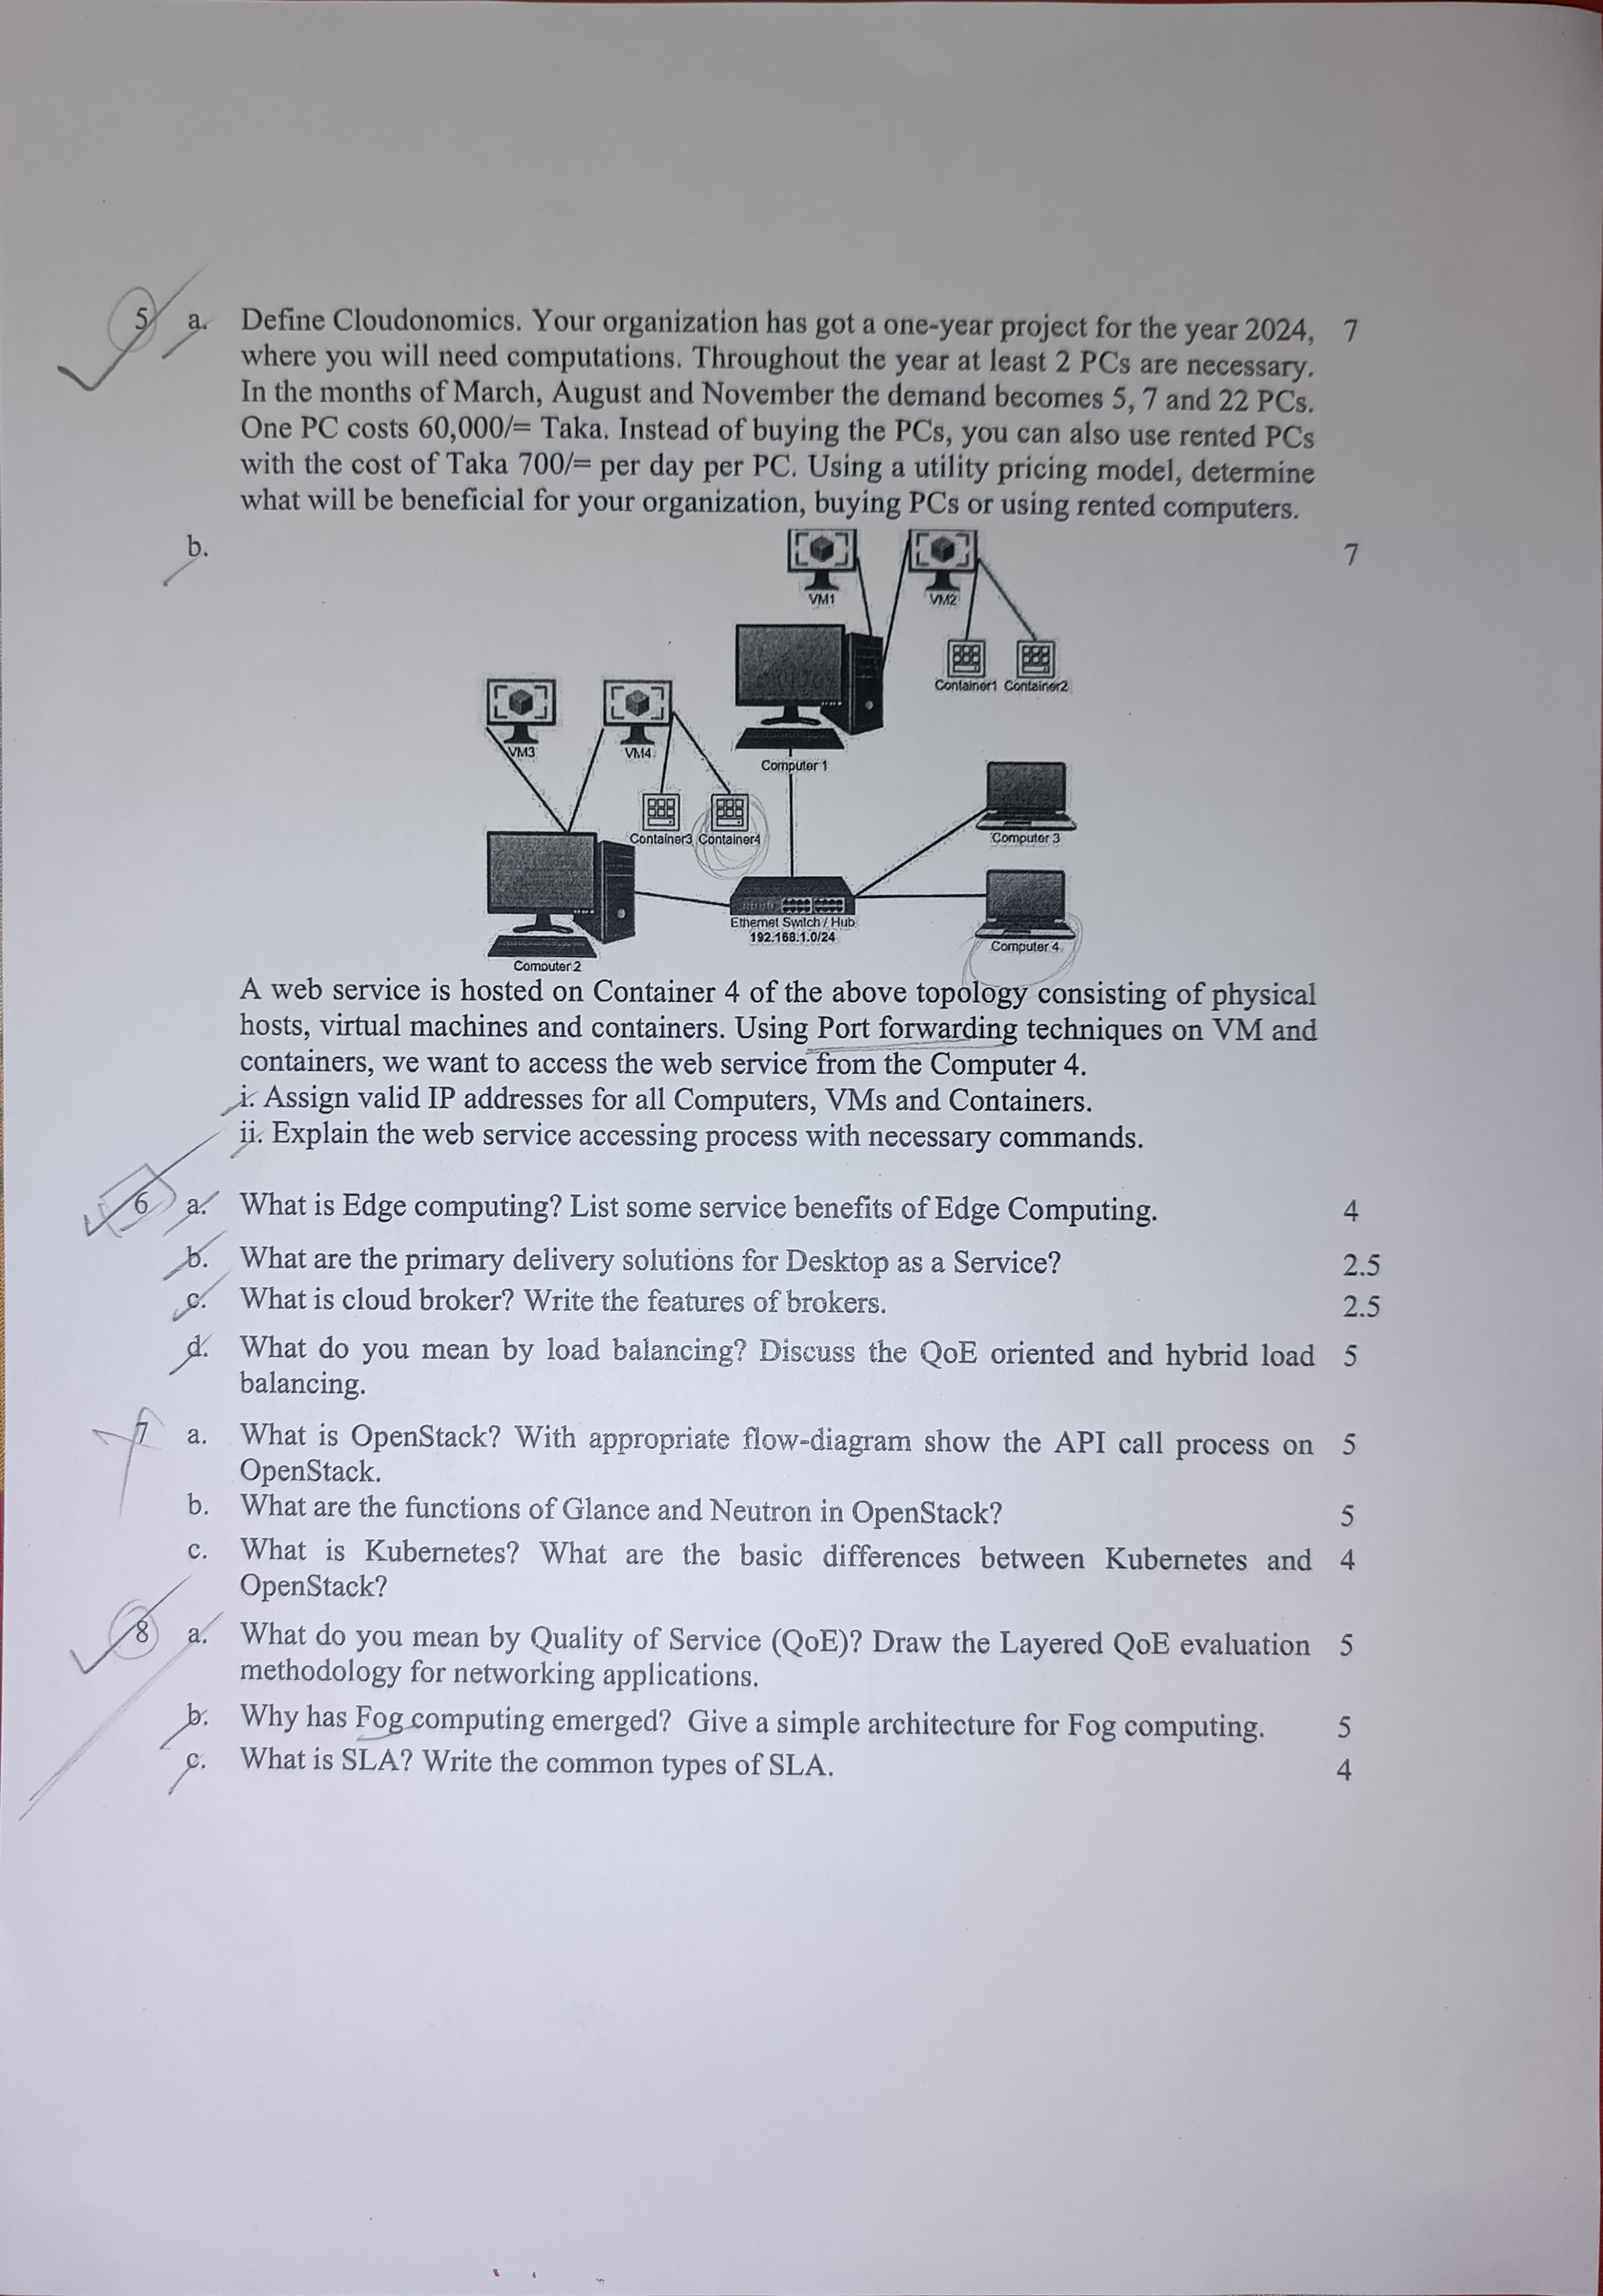 5 a. Define Cloudonomics. Your organization has got a one-year project for the year 2024, 7
where you will need computations. Throughout the year at least 2 PCs are necessary.
In the months of March, August and November the demand becomes 5, 7 and 22 PCs.
One PC costs 60,000/= Taka. Instead of buying the PCs, you can also use rented PCs
with the cost of Taka 700/= per day per PC. Using a utility pricing model, determine
what will be beneficial for your organization, buying PCs or using rented computers.
b. 7
VM1 VM2
Container1 Container2
VM3 VM4
Computer 1
Container3 Container4
Computer 3
Ethernet Switch / Hub
192.168.1.0/24
Computer 4
Computer 2
A web service is hosted on Container 4 of the above topology consisting of physical
hosts, virtual machines and containers. Using Port forwarding techniques on VM and
containers, we want to access the web service from the Computer 4.
i. Assign valid IP addresses for all Computers, VMs and Containers.
ii. Explain the web service accessing process with necessary commands.
6 a. What is Edge computing? List some service benefits of Edge Computing. 4
b. What are the primary delivery solutions for Desktop as a Service? 2.5
c. What is cloud broker? Write the features of brokers. 2.5
d. What do you mean by load balancing? Discuss the QoE oriented and hybrid load 5
balancing.
7 a. What is OpenStack? With appropriate flow-diagram show the API call process on 5
OpenStack.
b. What are the functions of Glance and Neutron in OpenStack? 5
c. What is Kubernetes? What are the basic differences between Kubernetes and 4
OpenStack?
8 a. What do you mean by Quality of Service (QoE)? Draw the Layered QoE evaluation 5
methodology for networking applications.
b. Why has Fog computing emerged? Give a simple architecture for Fog computing. 5
c. What is SLA? Write the common types of SLA. 4